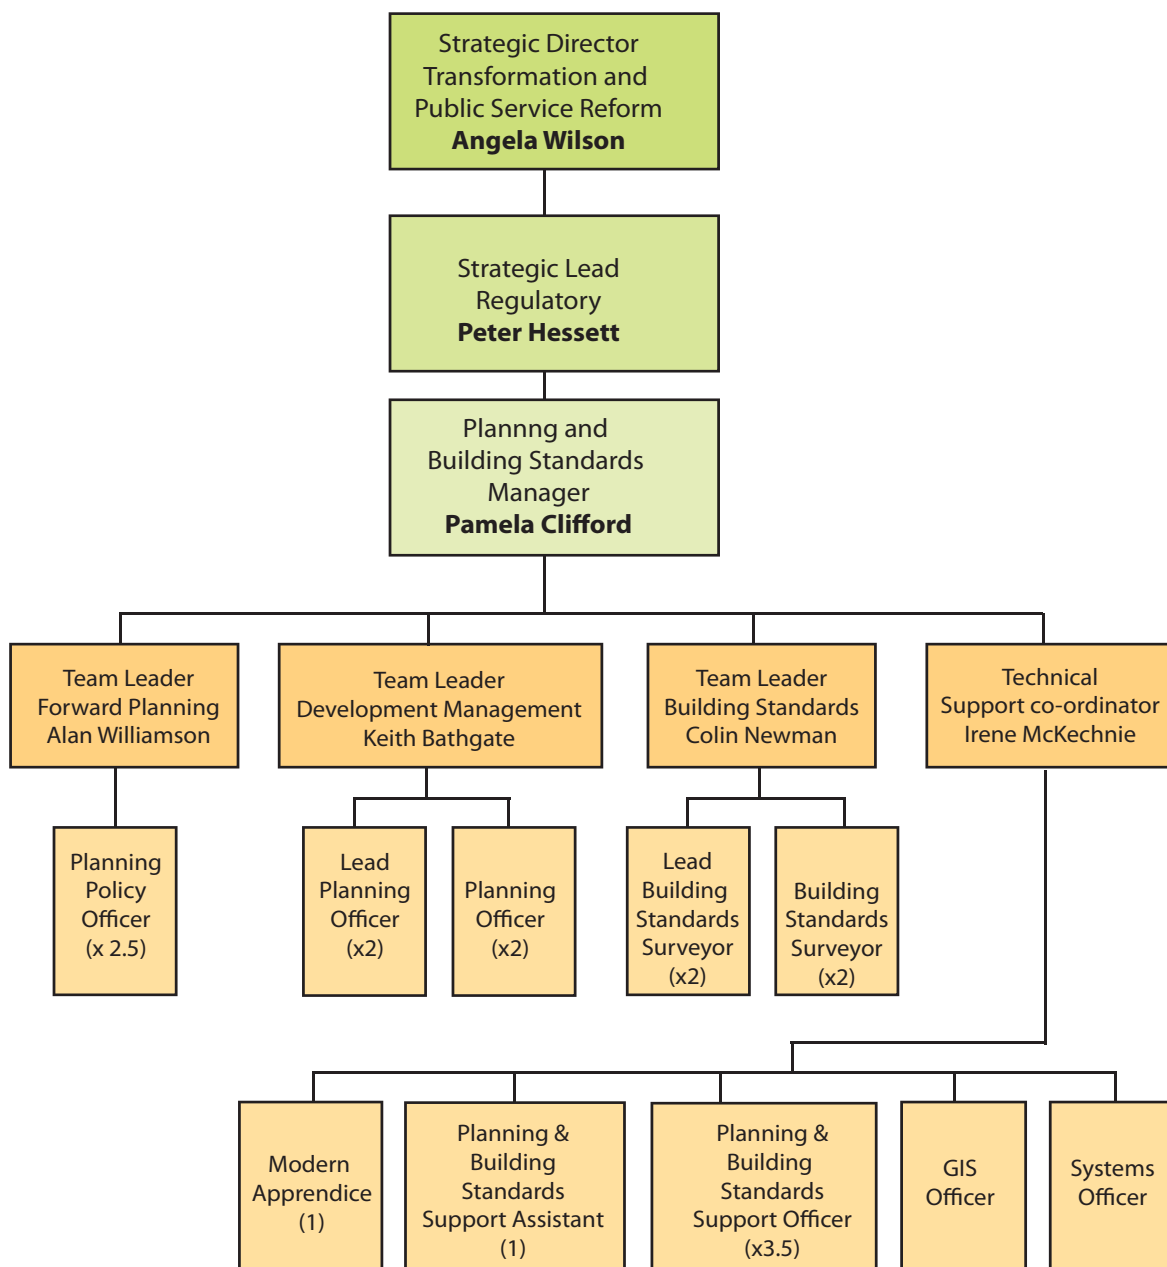 Strategic Director
Transformation and
Public Service Reform
Angela Wilson
Strategic Lead
Regulatory
Peter Hessett
Plannng and
Building Standards
Manager
Pamela Clifford
Team Leader
Forward Planning
Alan Williamson
Team Leader
Development Management
Keith Bathgate
Team Leader
Building Standards
Colin Newman
Technical
Support co-ordinator
Irene McKechnie
Planning
Policy
Officer
(x 2.5)
Lead
Planning
Officer
(x2)
Planning
Officer
(x2)
Lead
Building
Standards
Surveyor
(x2)
Building
Standards
Surveyor
(x2)
Modern
Apprendice
(1)
Planning &
Building
Standards
Support Assistant
(1)
Planning &
Building
Standards
Support Officer
(x3.5)
GIS
Officer
Systems
Officer